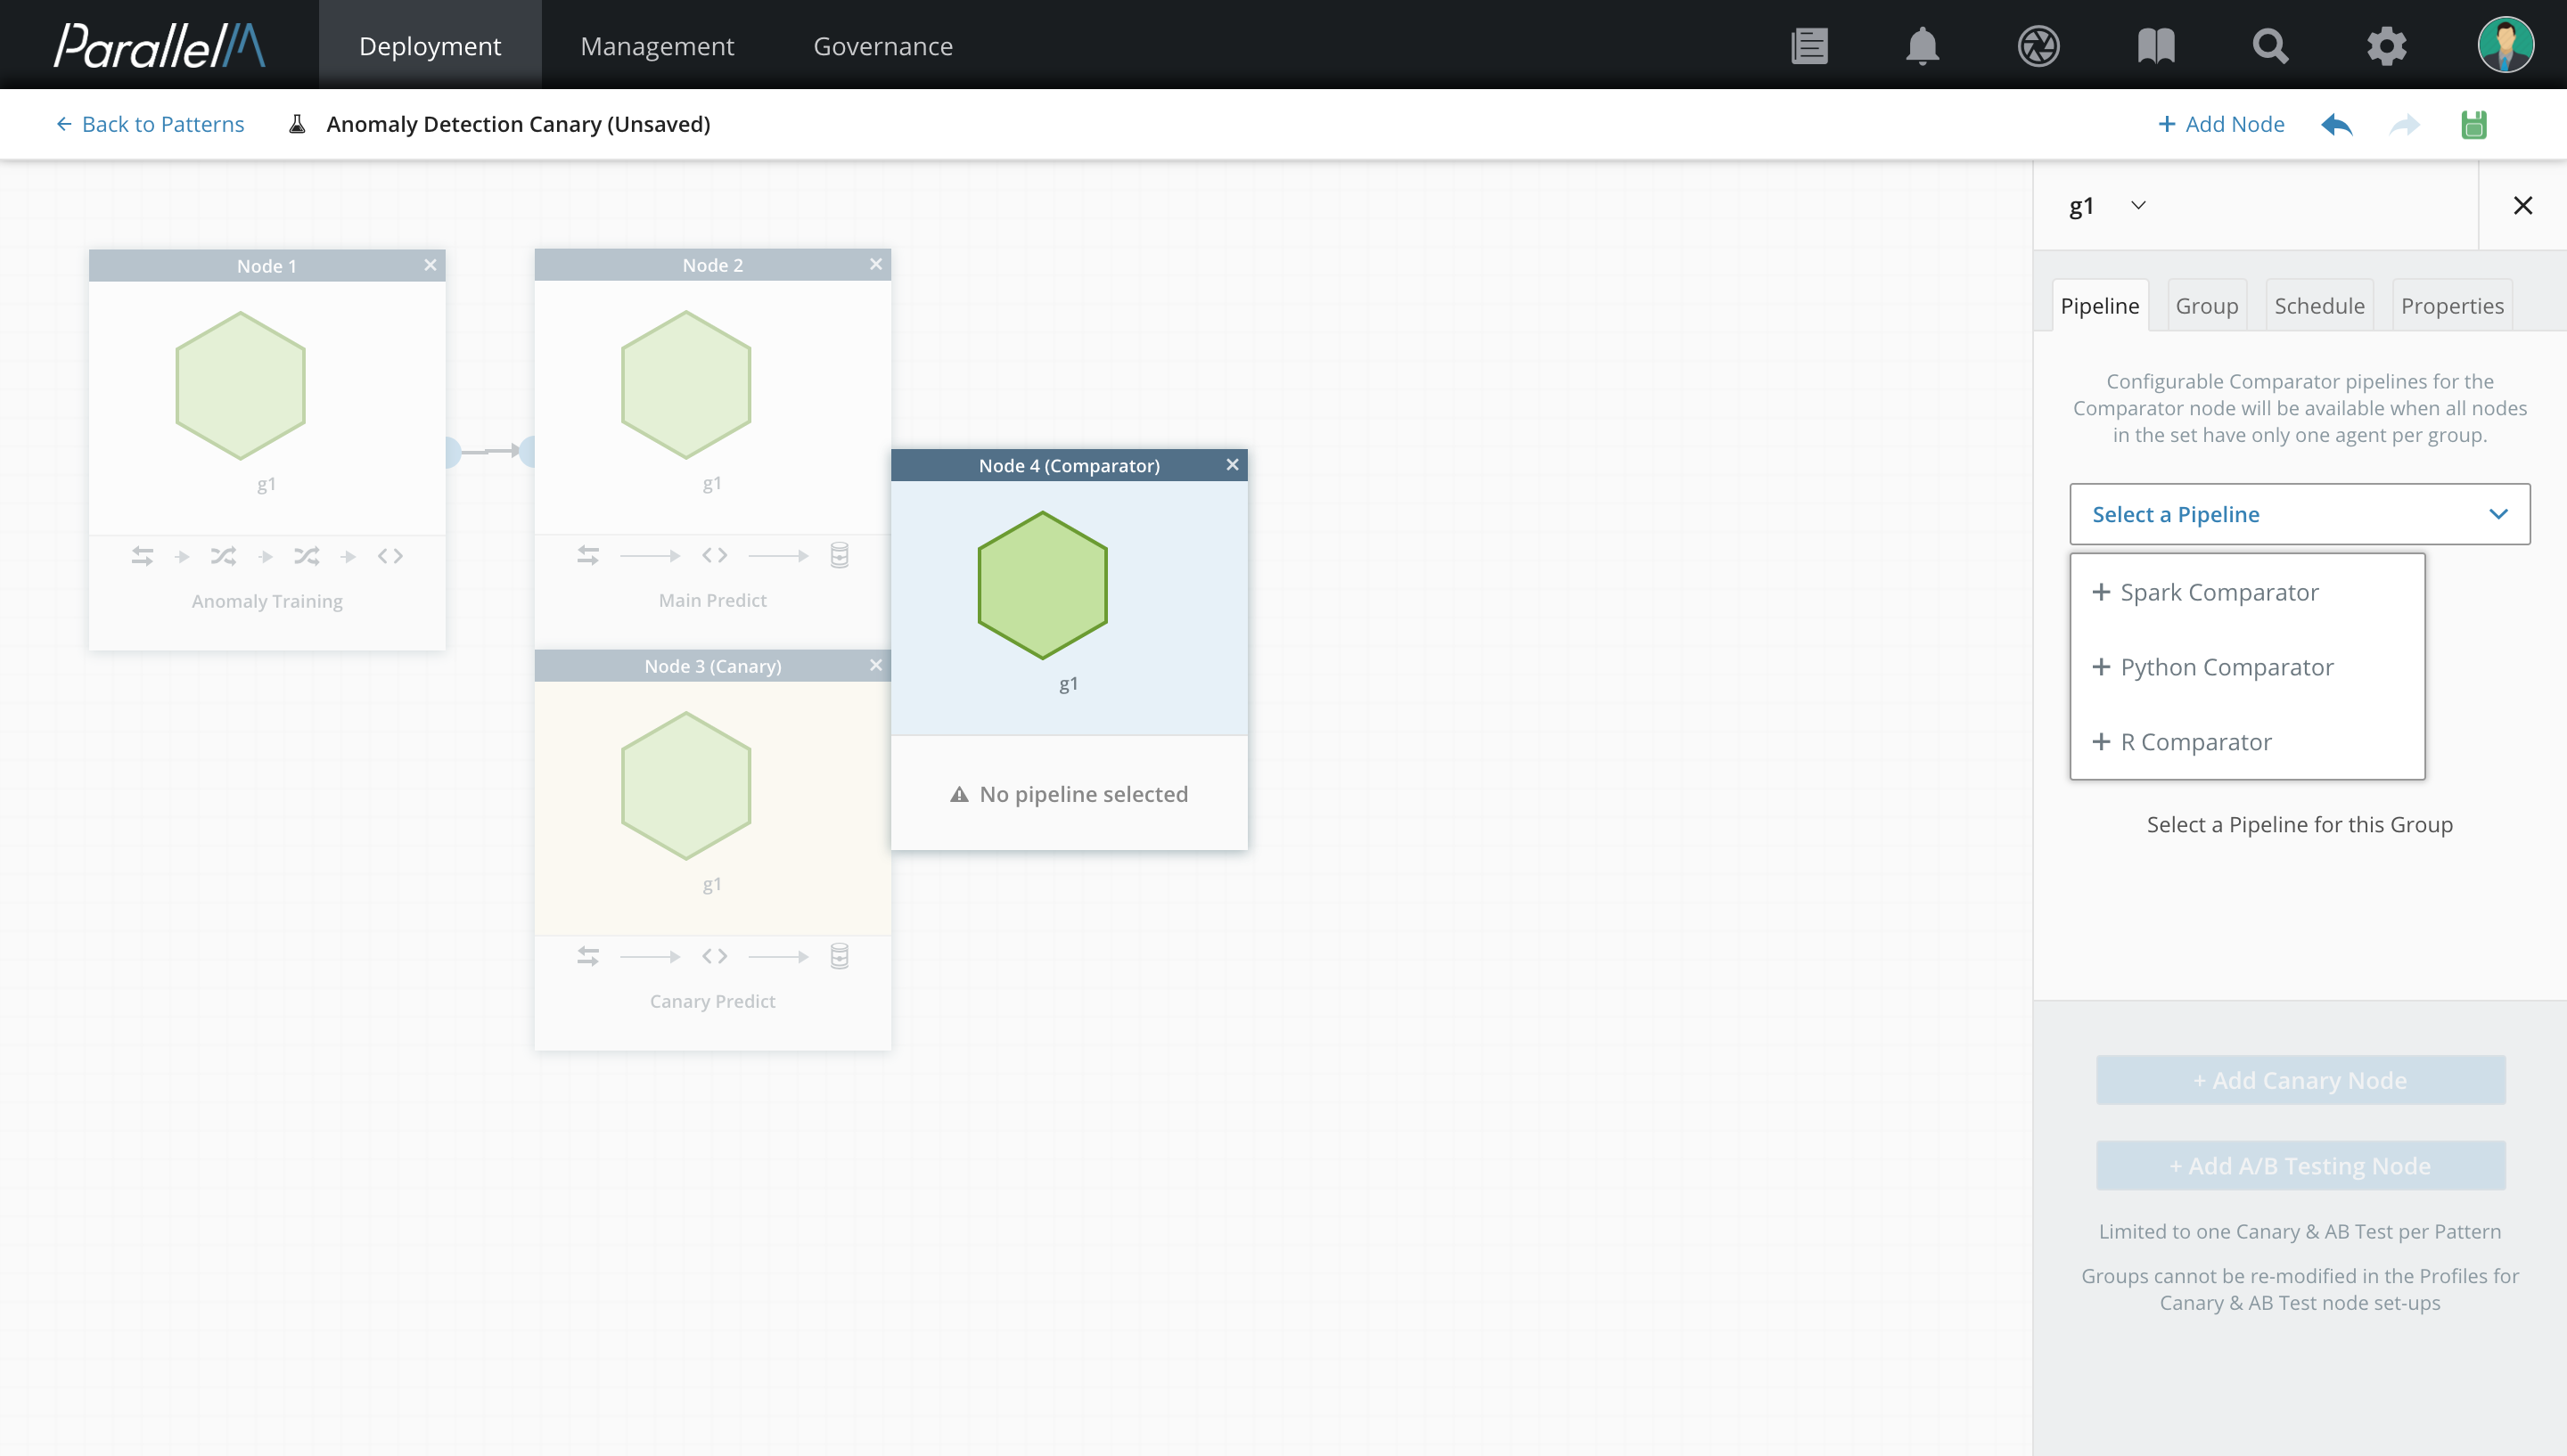 ParallelM
Deployment
Management
Governance
Back to Patterns
Anomaly Detection Canary (Unsaved)
+ Add Node
Node 1
g1
Anomaly Training
Node 2
g1
Main Predict
Node 3 (Canary)
g1
Canary Predict
Node 4 (Comparator)
g1
No pipeline selected
g1
Pipeline
Group
Schedule
Properties
Configurable Comparator pipelines for the
Comparator node will be available when all nodes
in the set have only one agent per group.
Select a Pipeline
+ Spark Comparator
+ Python Comparator
+ R Comparator
Select a Pipeline for this Group
+ Add Canary Node
+ Add A/B Testing Node
Limited to one Canary & AB Test per Pattern
Groups cannot be re-modified in the Profiles for
Canary & AB Test node set-ups